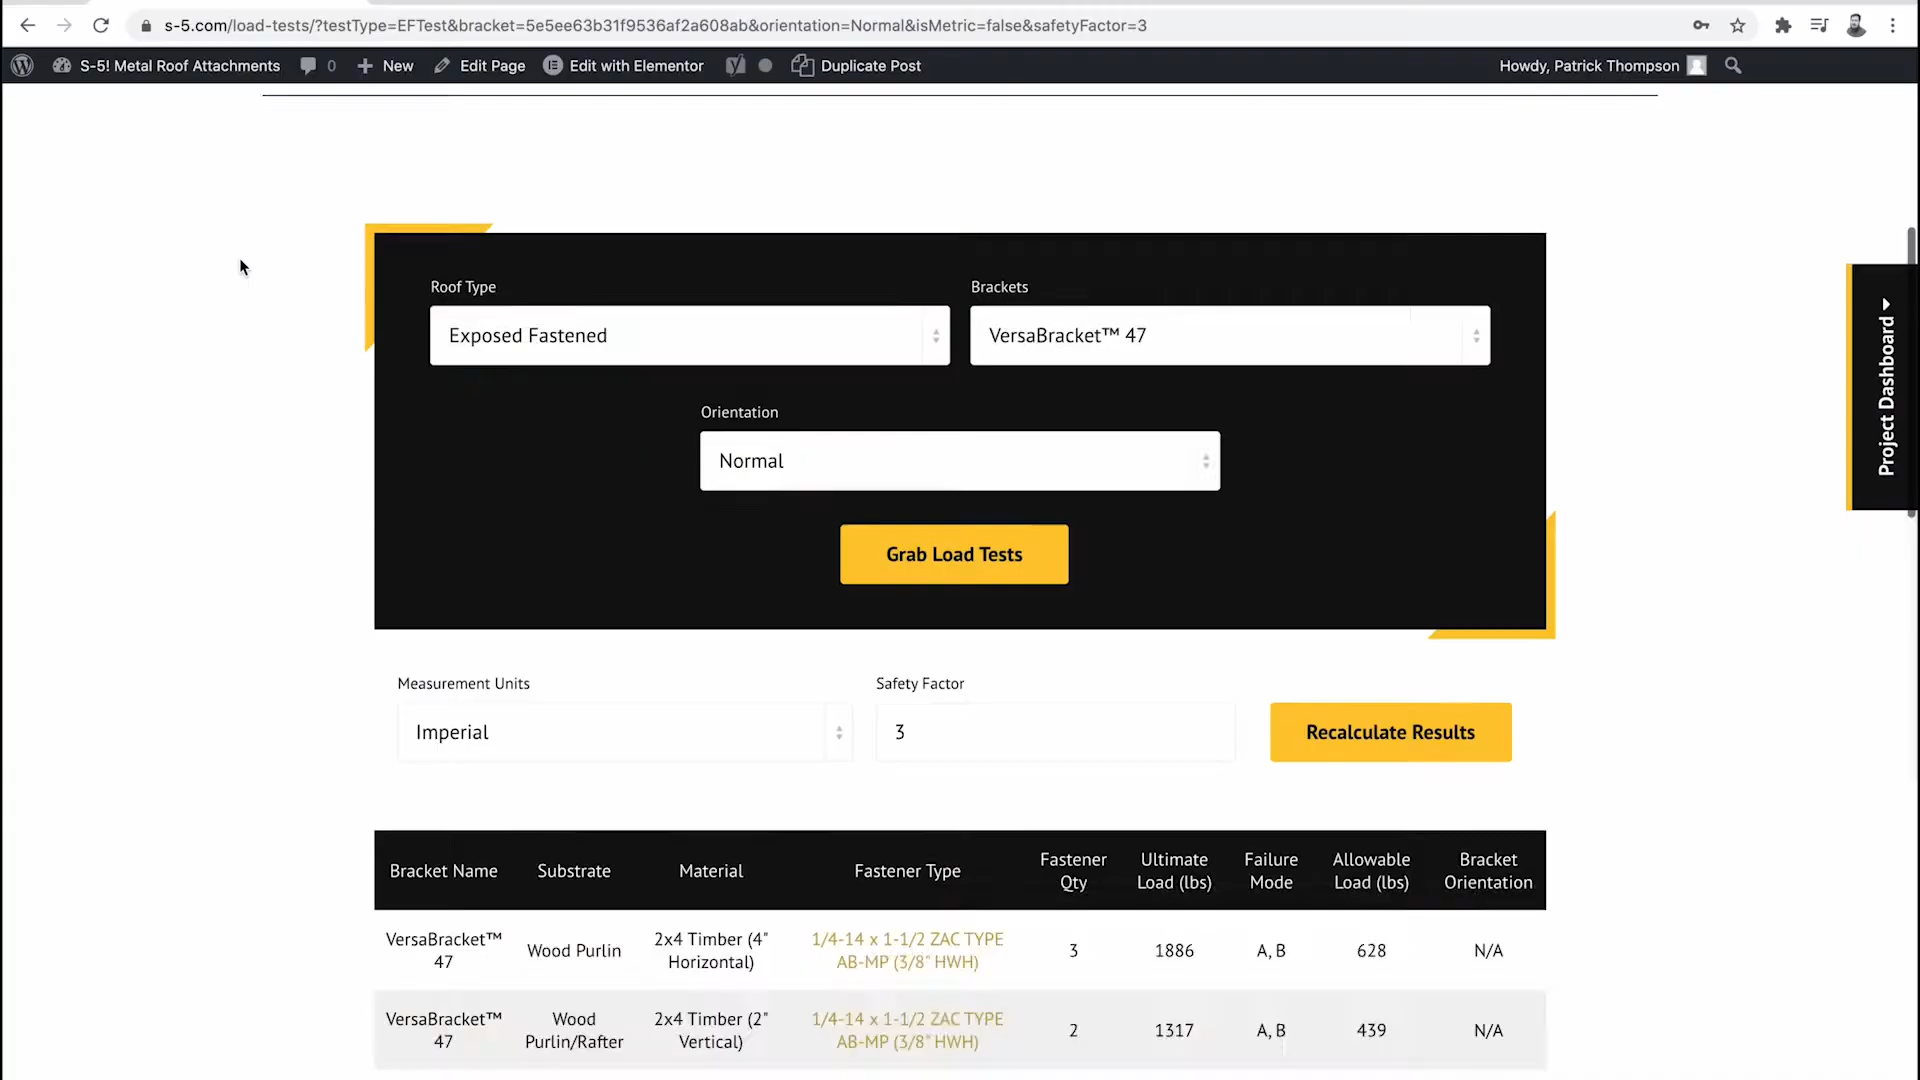 s-5.com/load-tests/?testType=EFTest&bracket=5e5ee63b31f9536af2a608ab&orientation=Normal&isMetric=false&safetyFactor=3
S-5! Metal Roof Attachments 0 New Edit Page Edit with Elementor Duplicate Post Howdy, Patrick Thompson
Roof Type Brackets
Exposed Fastened VersaBracket™ 47
Orientation
Normal
Grab Load Tests
Project Dashboard
Measurement Units Safety Factor
Imperial 3 Recalculate Results
Bracket Name Substrate Material Fastener Type Fastener Qty Ultimate Load (lbs) Failure Mode Allowable Load (lbs) Bracket Orientation
VersaBracket™ 47 Wood Purlin 2x4 Timber (4" Horizontal) 1/4-14 x 1-1/2 ZAC TYPE AB-MP (3/8" HWH) 3 1886 A, B 628 N/A
VersaBracket™ 47 Wood Purlin/Rafter 2x4 Timber (2" Vertical) 1/4-14 x 1-1/2 ZAC TYPE AB-MP (3/8" HWH) 2 1317 A, B 439 N/A